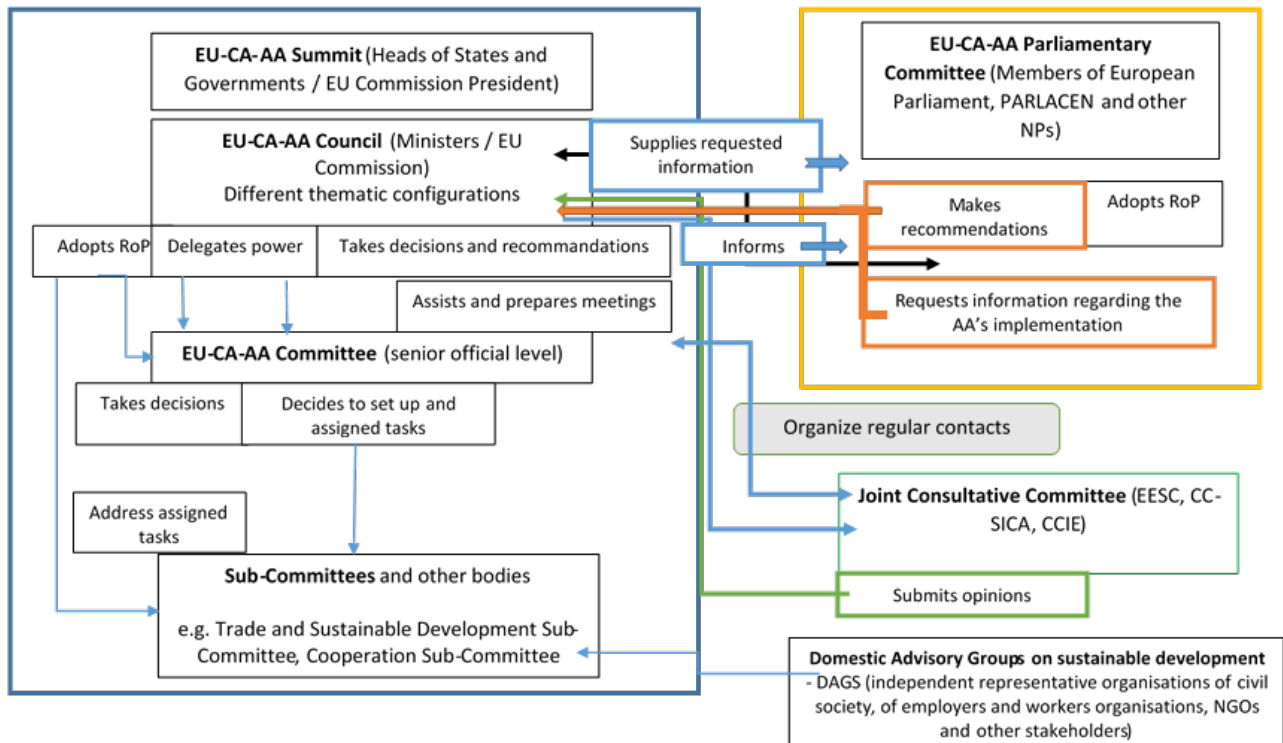 EU-CA-AA Summit (Heads of States and
Governments / EU Commission President)
EU-CA-AA Parliamentary
Committee (Members of European
Parliament, PARLACEN and other
NPs)
EU-CA-AA Council (Ministers / EU
Commission)
Different thematic configurations
Supplies requested
information
Makes
recommendations
Adopts RoP
Adopts RoP
Delegates power
Takes decisions and recommandations
Informs
Assists and prepares meetings
Requests information regarding the
AA's implementation
EU-CA-AA Committee (senior official level)
Takes decisions
Decides to set up and
assigned tasks
Organize regular contacts
Joint Consultative Committee (EESC, CC-
SICA, CCIE)
Address assigned
tasks
Sub-Committees and other bodies
e.g. Trade and Sustainable Development Sub-
Committee, Cooperation Sub-Committee
Submits opinions
Domestic Advisory Groups on sustainable development
- DAGS (independent representative organisations of civil
society, of employers and workers organisations, NGOs
and other stakeholders)